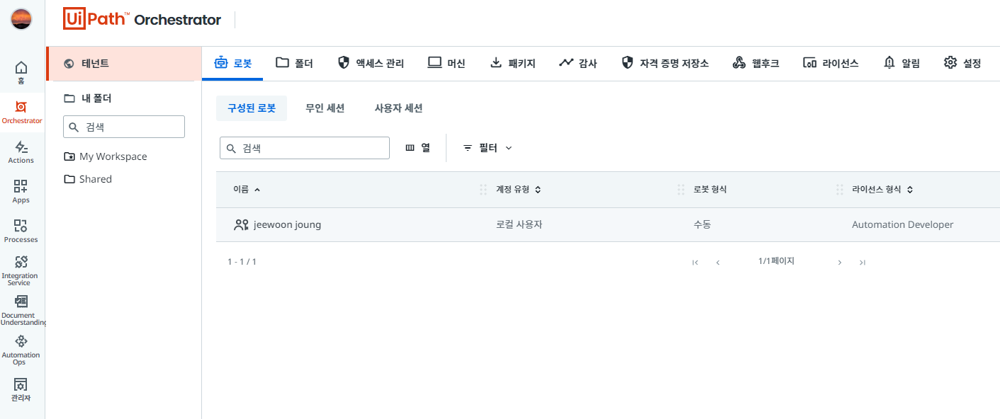 UiPath™ Orchestrator
홈
Orchestrator
Actions
Apps
Processes
Integration
Service
Document
Understanding
Automation
Ops
관리자
테넌트
내 폴더
검색
My Workspace
Shared
로봇 폴더 액세스 관리 머신 패키지 감사 자격 증명 저장소 웹후크 라이선스 알림 설정
구성된 로봇 무인 세션 사용자 세션
검색 열 필터
이름 계정 유형 로봇 형식 라이선스 형식
jeewoon joung 로컬 사용자 수동 Automation Developer
1 - 1 / 1 1/1페이지